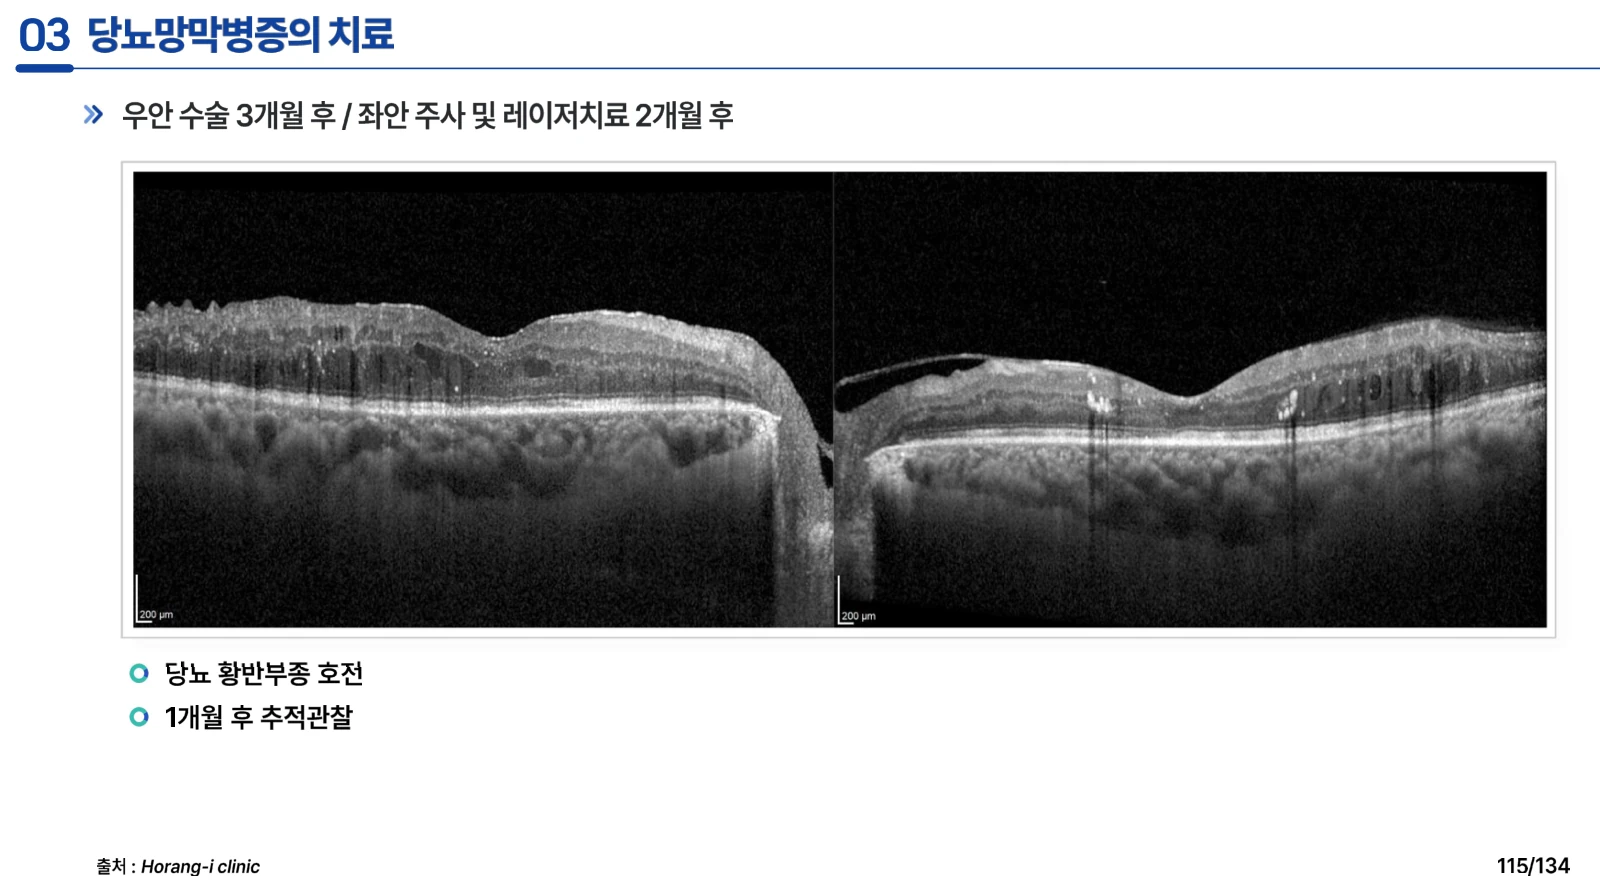 03 당뇨망막병증의 치료
우안 수술 3개월 후 / 좌안 주사 및 레이저치료 2개월 후
200 µm
200 µm
당뇨 황반부종 호전
1개월 후 추적관찰
출처 : Horang-i clinic
115/134